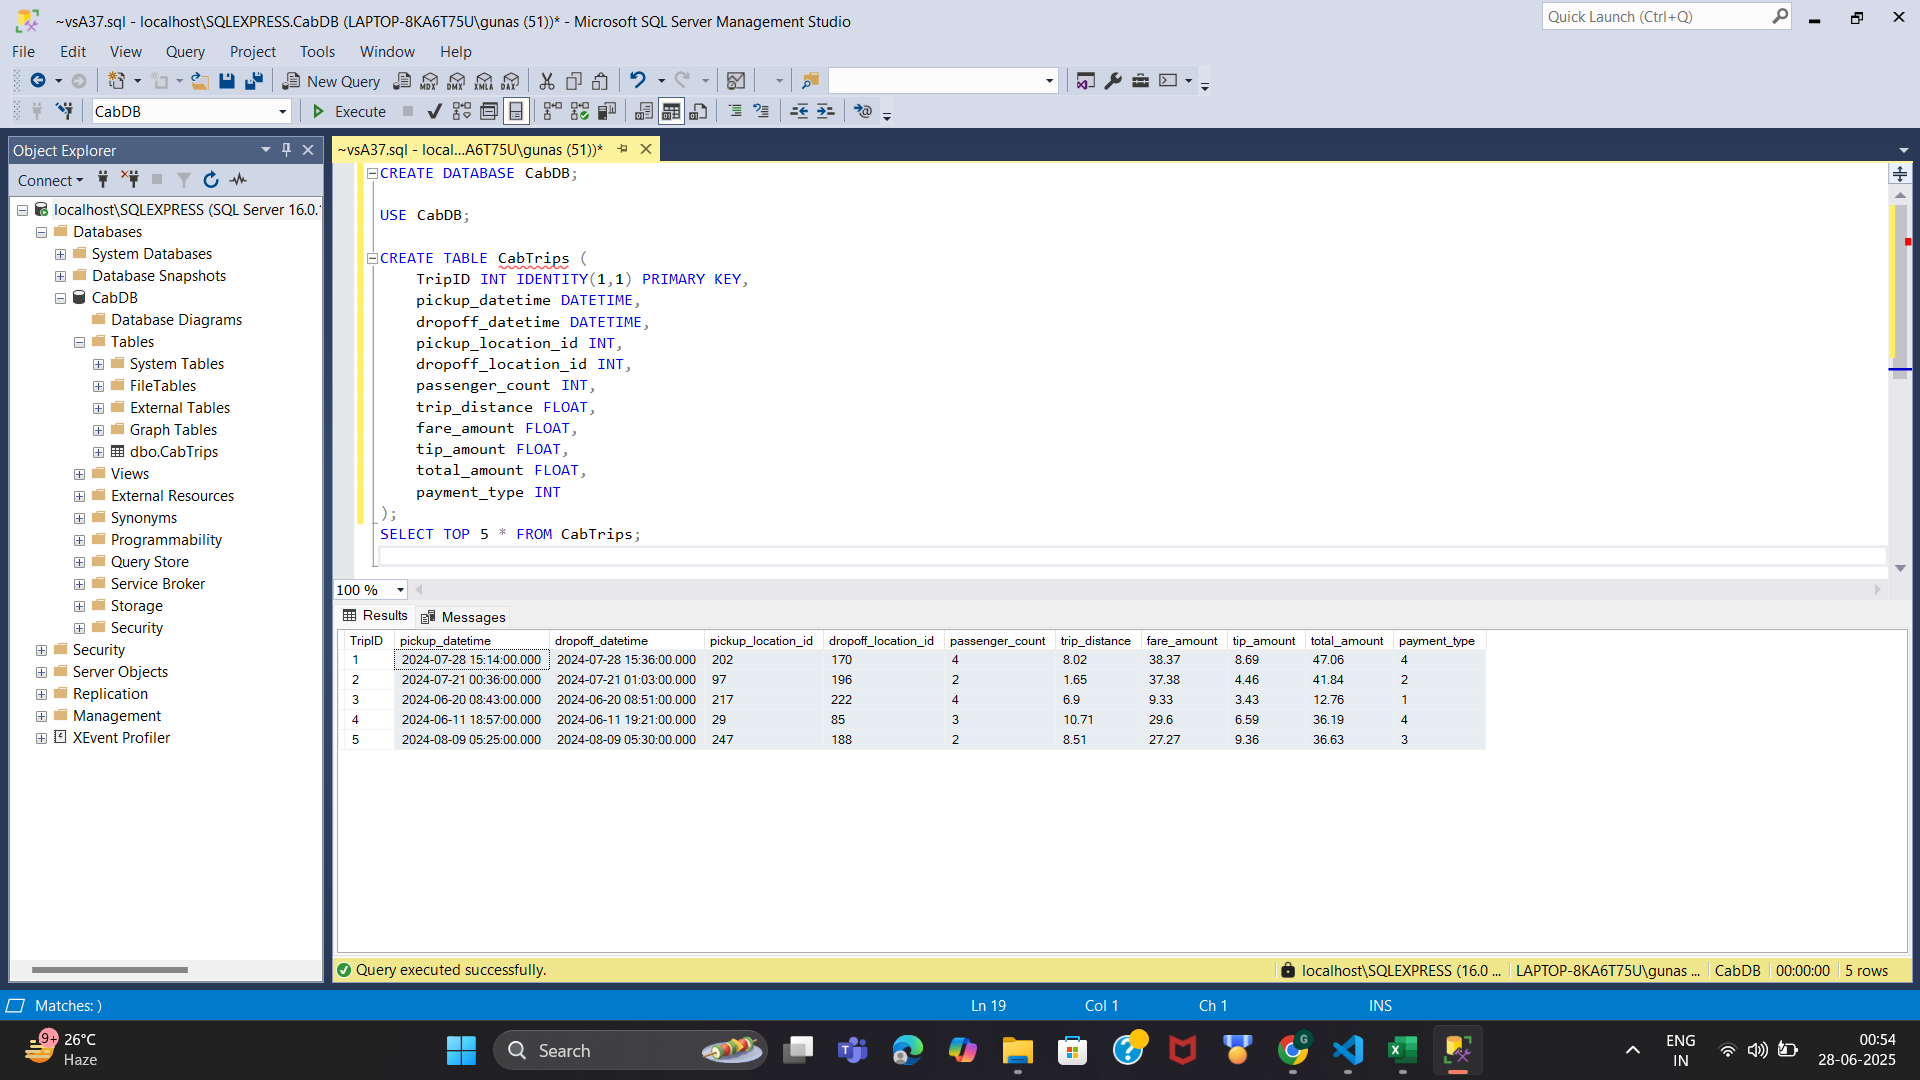 ~vsA37.sql - localhost\SQLEXPRESS.CabDB (LAPTOP-8KA6T75U\gunas (51))* - Microsoft SQL Server Management Studio
Quick Launch (Ctrl+Q)
File Edit View Query Project Tools Window Help
New Query MDX DMX XMLA DAX
CabDB Execute
Object Explorer
Connect
localhost\SQLEXPRESS (SQL Server 16.0.
Databases
System Databases
Database Snapshots
CabDB
Database Diagrams
Tables
System Tables
FileTables
External Tables
Graph Tables
dbo.CabTrips
Views
External Resources
Synonyms
Programmability
Query Store
Service Broker
Storage
Security
Security
Server Objects
Replication
Management
XEvent Profiler
~vsA37.sql - local...A6T75U\gunas (51))*
CREATE DATABASE CabDB;
USE CabDB;
CREATE TABLE CabTrips (
TripID INT IDENTITY(1,1) PRIMARY KEY,
pickup_datetime DATETIME,
dropoff_datetime DATETIME,
pickup_location_id INT,
dropoff_location_id INT,
passenger_count INT,
trip_distance FLOAT,
fare_amount FLOAT,
tip_amount FLOAT,
total_amount FLOAT,
payment_type INT
);
SELECT TOP 5 * FROM CabTrips;
100 %
Results Messages
TripID pickup_datetime dropoff_datetime pickup_location_id dropoff_location_id passenger_count trip_distance fare_amount tip_amount total_amount payment_type
1 2024-07-28 15:14:00.000 2024-07-28 15:36:00.000 202 170 4 8.02 38.37 8.69 47.06 4
2 2024-07-21 00:36:00.000 2024-07-21 01:03:00.000 97 196 2 1.65 37.38 4.46 41.84 2
3 2024-06-20 08:43:00.000 2024-06-20 08:51:00.000 217 222 4 6.9 9.33 3.43 12.76 1
4 2024-06-11 18:57:00.000 2024-06-11 19:21:00.000 29 85 3 10.71 29.6 6.59 36.19 4
5 2024-08-09 05:25:00.000 2024-08-09 05:30:00.000 247 188 2 8.51 27.27 9.36 36.63 3
Query executed successfully. localhost\SQLEXPRESS (16.0 ... LAPTOP-8KA6T75U\gunas ... CabDB 00:00:00 5 rows
Matches: ) Ln 19 Col 1 Ch 1 INS
9+ 26°C
Haze
Search
ENG
IN
00:54
28-06-2025